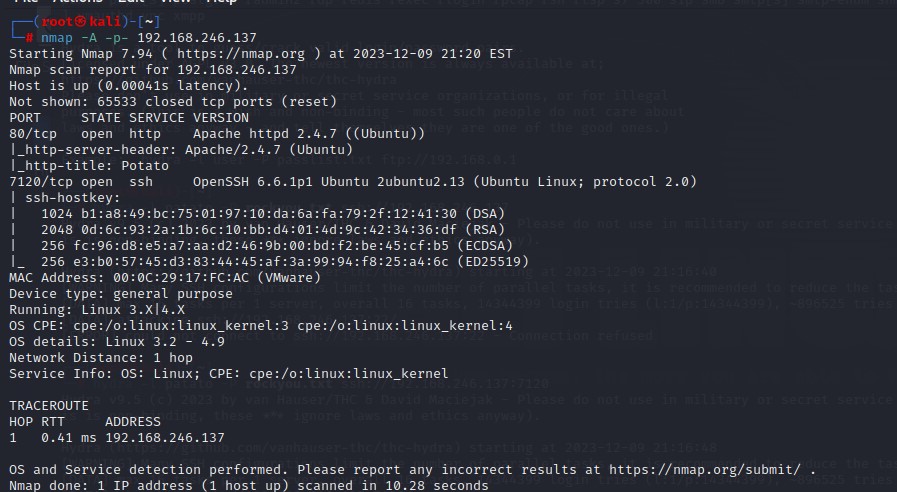 File Actions Edit View Help
┌──(root㉿kali)-[~]
└─# nmap -A -p- 192.168.246.137
Starting Nmap 7.94 ( https://nmap.org ) at 2023-12-09 21:20 EST
Nmap scan report for 192.168.246.137
Host is up (0.00041s latency).
Not shown: 65533 closed tcp ports (reset)
PORT     STATE SERVICE VERSION
80/tcp   open  http    Apache httpd 2.4.7 ((Ubuntu))
|_http-server-header: Apache/2.4.7 (Ubuntu)
|_http-title: Potato
7120/tcp open  ssh     OpenSSH 6.6.1p1 Ubuntu 2ubuntu2.13 (Ubuntu Linux; protocol 2.0)
| ssh-hostkey:
|   1024 b1:a8:49:bc:75:01:97:10:da:6a:fa:79:2f:12:41:30 (DSA)
|   2048 0d:6c:93:2a:1b:6c:10:bb:d4:01:4d:9c:42:34:36:df (RSA)
|   256 fc:96:d8:e5:a7:aa:d2:46:9b:00:bd:f2:be:45:cf:b5 (ECDSA)
|_  256 e3:b0:57:45:d3:83:44:45:af:3a:99:94:f8:25:a4:6c (ED25519)
MAC Address: 00:0C:29:17:FC:AC (VMware)
Device type: general purpose
Running: Linux 3.X|4.X
OS CPE: cpe:/o:linux:linux_kernel:3 cpe:/o:linux:linux_kernel:4
OS details: Linux 3.2 - 4.9
Network Distance: 1 hop
Service Info: OS: Linux; CPE: cpe:/o:linux:linux_kernel
TRACEROUTE
HOP RTT     ADDRESS
1   0.41 ms 192.168.246.137
OS and Service detection performed. Please report any incorrect results at https://nmap.org/submit/ .
Nmap done: 1 IP address (1 host up) scanned in 10.28 seconds